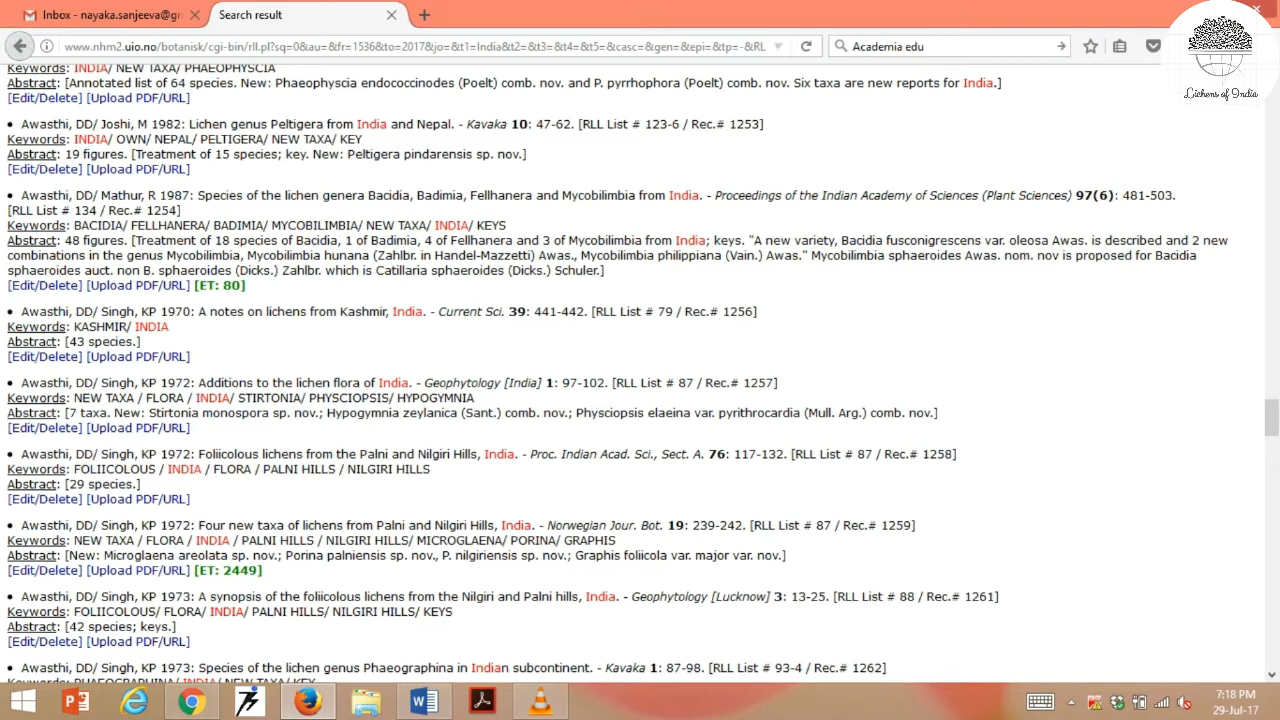 Inbox - nayaka.sanjeeva@gr
Search result
www.nhm2.uio.no/botanisk/cgi-bin/rll.pl?sq=0&au=&fr=1536&to=2017&jo=&t1=India&t2=&t3=&t4=&t5=&casc=&gen=&epi=&tp=-&RL
Academia edu
Lichens of India
Keywords: INDIA/ NEW TAXA/ PHAEOPHYSCIA
Abstract: [Annotated list of 64 species. New: Phaeophyscia endococcinodes (Poelt) comb. nov. and P. pyrrhophora (Poelt) comb. nov. Six taxa are new reports for India.]
[Edit/Delete] [Upload PDF/URL]
• Awasthi, DD/ Joshi, M 1982: Lichen genus Peltigera from India and Nepal. - Kavaka 10: 47-62. [RLL List # 123-6 / Rec.# 1253]
Keywords: INDIA/ OWN/ NEPAL/ PELTIGERA/ NEW TAXA/ KEY
Abstract: 19 figures. [Treatment of 15 species; key. New: Peltigera pindarensis sp. nov.]
[Edit/Delete] [Upload PDF/URL]
• Awasthi, DD/ Mathur, R 1987: Species of the lichen genera Bacidia, Badimia, Fellhanera and Mycobilimbia from India. - Proceedings of the Indian Academy of Sciences (Plant Sciences) 97(6): 481-503.
[RLL List # 134 / Rec.# 1254]
Keywords: BACIDIA/ FELLHANERA/ BADIMIA/ MYCOBILIMBIA/ NEW TAXA/ INDIA/ KEYS
Abstract: 48 figures. [Treatment of 18 species of Bacidia, 1 of Badimia, 4 of Fellhanera and 3 of Mycobilimbia from India; keys. "A new variety, Bacidia fusconigrescens var. oleosa Awas. is described and 2 new
combinations in the genus Mycobilimbia, Mycobilimbia hunana (Zahlbr. in Handel-Mazzetti) Awas., Mycobilimbia philippiana (Vain.) Awas." Mycobilimbia sphaeroides Awas. nom. nov is proposed for Bacidia
sphaeroides auct. non B. sphaeroides (Dicks.) Zahlbr. which is Catillaria sphaeroides (Dicks.) Schuler.]
[Edit/Delete] [Upload PDF/URL] [ET: 80]
• Awasthi, DD/ Singh, KP 1970: A notes on lichens from Kashmir, India. - Current Sci. 39: 441-442. [RLL List # 79 / Rec.# 1256]
Keywords: KASHMIR/ INDIA
Abstract: [43 species.]
[Edit/Delete] [Upload PDF/URL]
• Awasthi, DD/ Singh, KP 1972: Additions to the lichen flora of India. - Geophytology [India] 1: 97-102. [RLL List # 87 / Rec.# 1257]
Keywords: NEW TAXA / FLORA / INDIA/ STIRTONIA/ PHYSCIOPSIS/ HYPOGYMNIA
Abstract: [7 taxa. New: Stirtonia monospora sp. nov.; Hypogymnia zeylanica (Sant.) comb. nov.; Physciopsis elaeina var. pyrithrocardia (Mull. Arg.) comb. nov.]
[Edit/Delete] [Upload PDF/URL]
• Awasthi, DD/ Singh, KP 1972: Foliicolous lichens from the Palni and Nilgiri Hills, India. - Proc. Indian Acad. Sci., Sect. A. 76: 117-132. [RLL List # 87 / Rec.# 1258]
Keywords: FOLIICOLOUS / INDIA / FLORA / PALNI HILLS / NILGIRI HILLS
Abstract: [29 species.]
[Edit/Delete] [Upload PDF/URL]
• Awasthi, DD/ Singh, KP 1972: Four new taxa of lichens from Palni and Nilgiri Hills, India. - Norwegian Jour. Bot. 19: 239-242. [RLL List # 87 / Rec.# 1259]
Keywords: NEW TAXA / FLORA / INDIA / PALNI HILLS / NILGIRI HILLS/ MICROGLAENA/ PORINA/ GRAPHIS
Abstract: [New: Microglaena areolata sp. nov.; Porina palniensis sp. nov., P. nilgiriensis sp. nov.; Graphis foliicola var. major var. nov.]
[Edit/Delete] [Upload PDF/URL] [ET: 2449]
• Awasthi, DD/ Singh, KP 1973: A synopsis of the foliicolous lichens from the Nilgiri and Palni hills, India. - Geophytology [Lucknow] 3: 13-25. [RLL List # 88 / Rec.# 1261]
Keywords: FOLIICOLOUS/ FLORA/ INDIA/ PALNI HILLS/ NILGIRI HILLS/ KEYS
Abstract: [42 species; keys.]
[Edit/Delete] [Upload PDF/URL]
• Awasthi, DD/ Singh, KP 1973: Species of the lichen genus Phaeographina in Indian subcontinent. - Kavaka 1: 87-98. [RLL List # 93-4 / Rec.# 1262]
Keywords: PHAEOGRAPHINA/ INDIA/ NEW TAXA/ KEY
7:18 PM
29-Jul-17